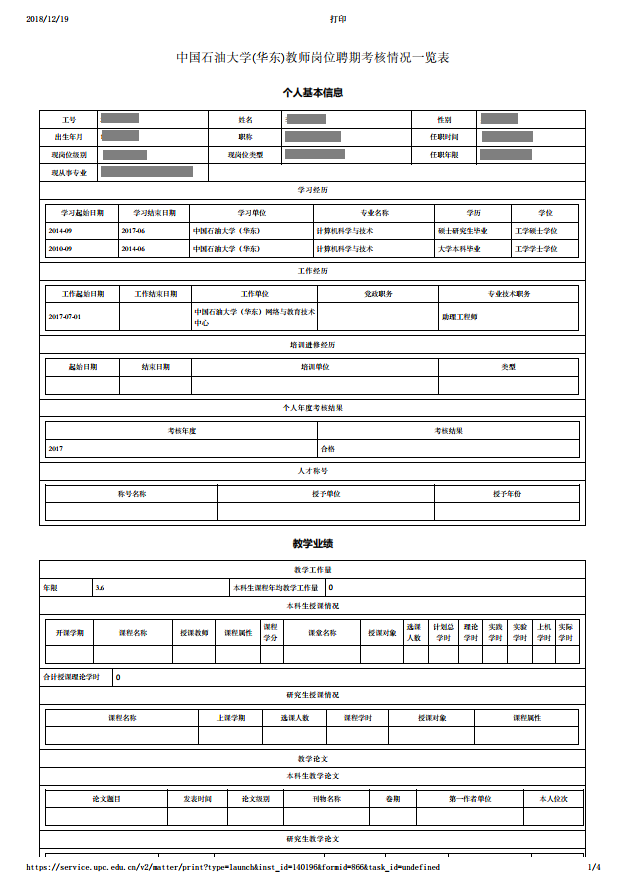 2018/12/19 打印
中国石油大学(华东)教师岗位聘期考核情况一览表
个人基本信息
工号 姓名 性别
出生年月 职称 任职时间
现岗位级别 现岗位类型 任职年限
现从事专业
学习经历
学习起始日期 学习结束日期 学习单位 专业名称 学历 学位
2014-09 2017-06 中国石油大学（华东） 计算机科学与技术 硕士研究生毕业 工学硕士学位
2010-09 2014-06 中国石油大学（华东） 计算机科学与技术 大学本科毕业 工学学士学位
工作经历
工作起始日期 工作结束日期 工作单位 党政职务 专业技术职务
2017-07-01 中国石油大学（华东）网络与教育技术 助理工程师
中心
培训进修经历
起始日期 结束日期 培训单位 类型
个人年度考核结果
考核年度 考核结果
2017 合格
人才称号
称号名称 授予单位 授予年份
教学业绩
教学工作量
年限 3.6 本科生课程年均教学工作量 0
本科生授课情况
开课学期 课程名称 授课教师 课程属性 课程 课堂名称 授课对象 选课 计划总 理论 实践 实验 上机 实际
学分 人数 学时 学时 学时 学时 学时 学时
合计授课理论学时 0
研究生授课情况
课程名称 上课学期 选课人数 课程学时 授课对象 课程属性
教学论文
本科生教学论文
论文题目 发表时间 论文级别 刊物名称 卷期 第一作者单位 本人位次
研究生教学论文
https://service.upc.edu.cn/v2/matter/print?type=launch&inst_id=140196&formid=866&task_id=undefined 1/4